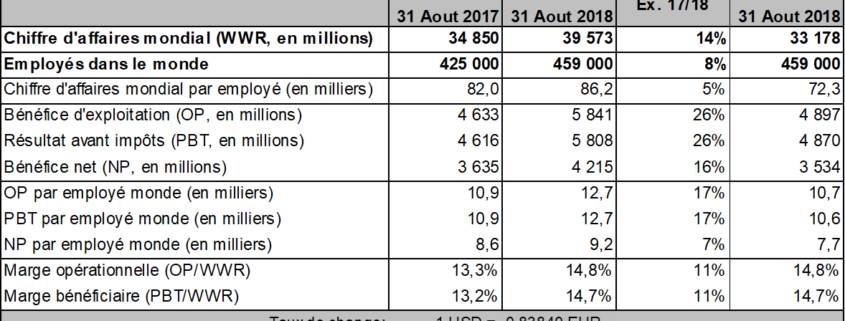 Ex. 17/18
31 Aout 2017 31 Aout 2018 31 Aout 2018
Chiffre d'affaires mondial (WWR, en millions) 34 850 39 573 14% 33 178
Employés dans le monde 425 000 459 000 8% 459 000
Chiffre d'affaires mondial par employé (en milliers) 82,0 86,2 5% 72,3
Bénéfice d'exploitation (OP, en millions) 4 633 5 841 26% 4 897
Résultat avant impôts (PBT, en millions) 4 616 5 808 26% 4 870
Bénéfice net (NP, en millions) 3 635 4 215 16% 3 534
OP par employé monde (en milliers) 10,9 12,7 17% 10,7
PBT par employé monde (en milliers) 10,9 12,7 17% 10,6
NP par employé monde (en milliers) 8,6 9,2 7% 7,7
Marge opérationnelle (OP/WWR) 13,3% 14,8% 11% 14,8%
Marge bénéficiaire (PBT/WWR) 13,2% 14,7% 11% 14,7%
Taux de change: 1 USD = 0,83840 EUR